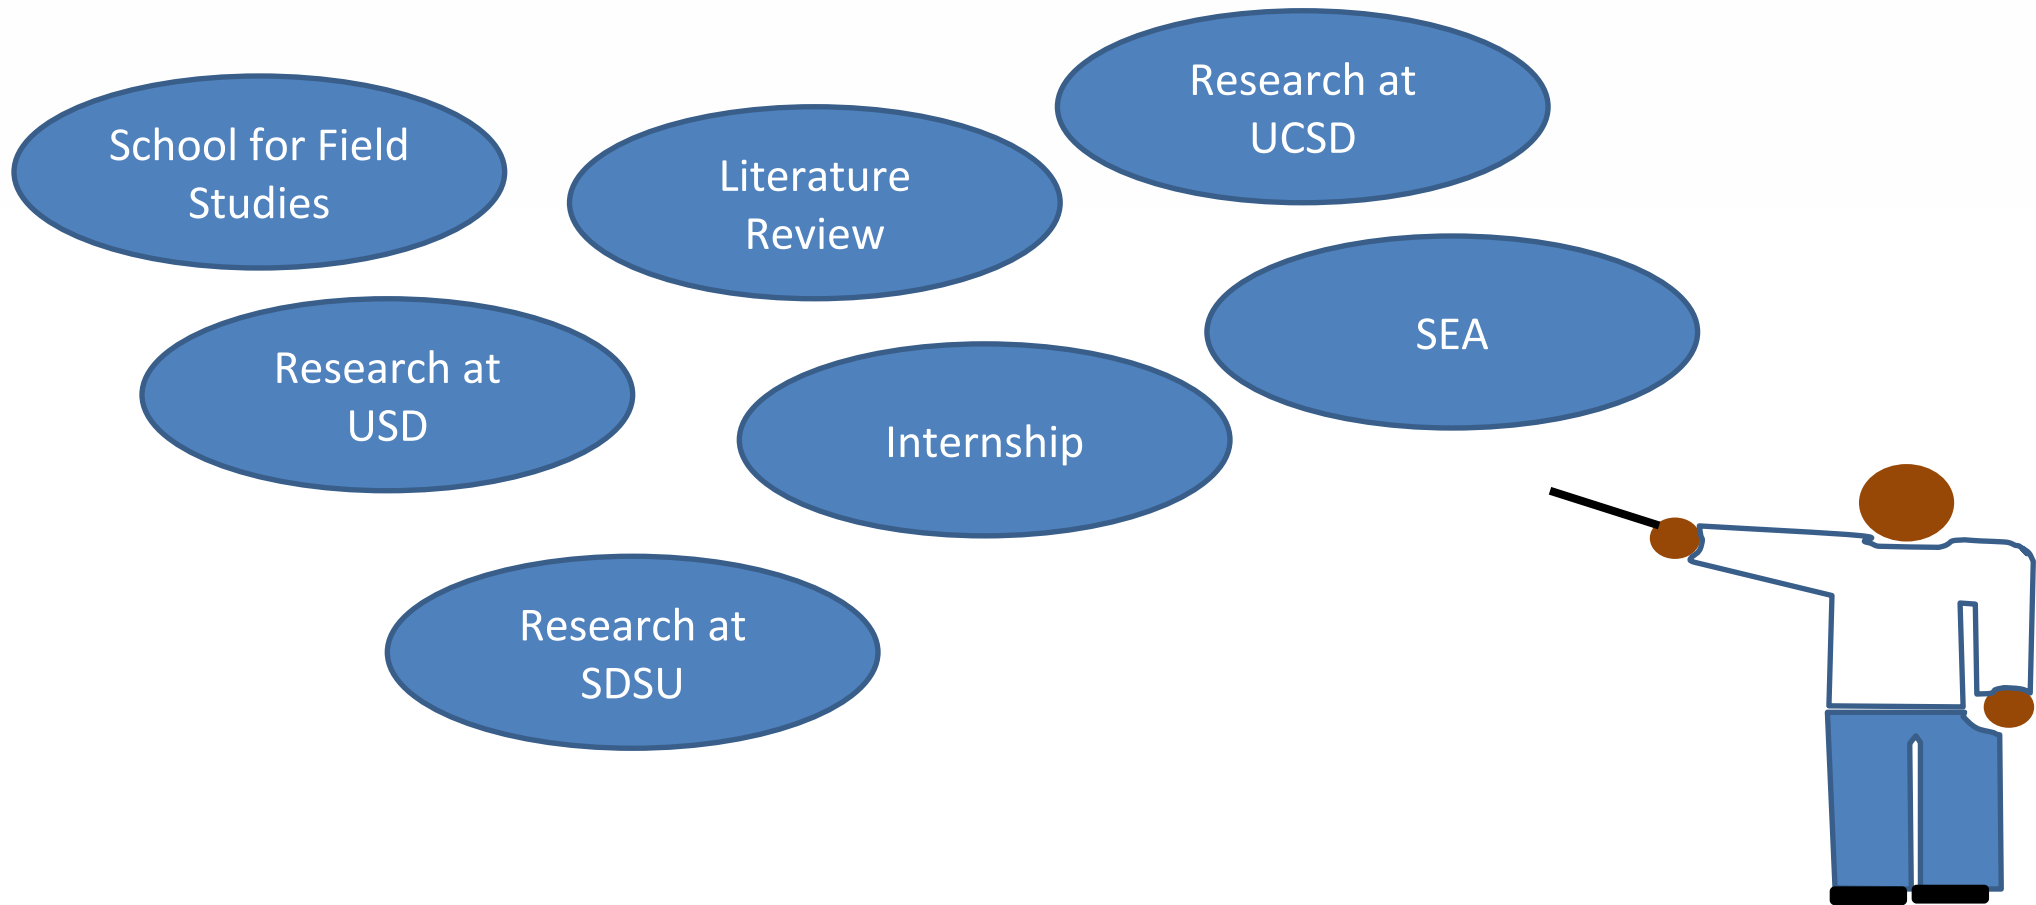 School for Field
Studies
Literature
Review
Research at
UCSD
Research at
USD
Internship
SEA
Research at
SDSU